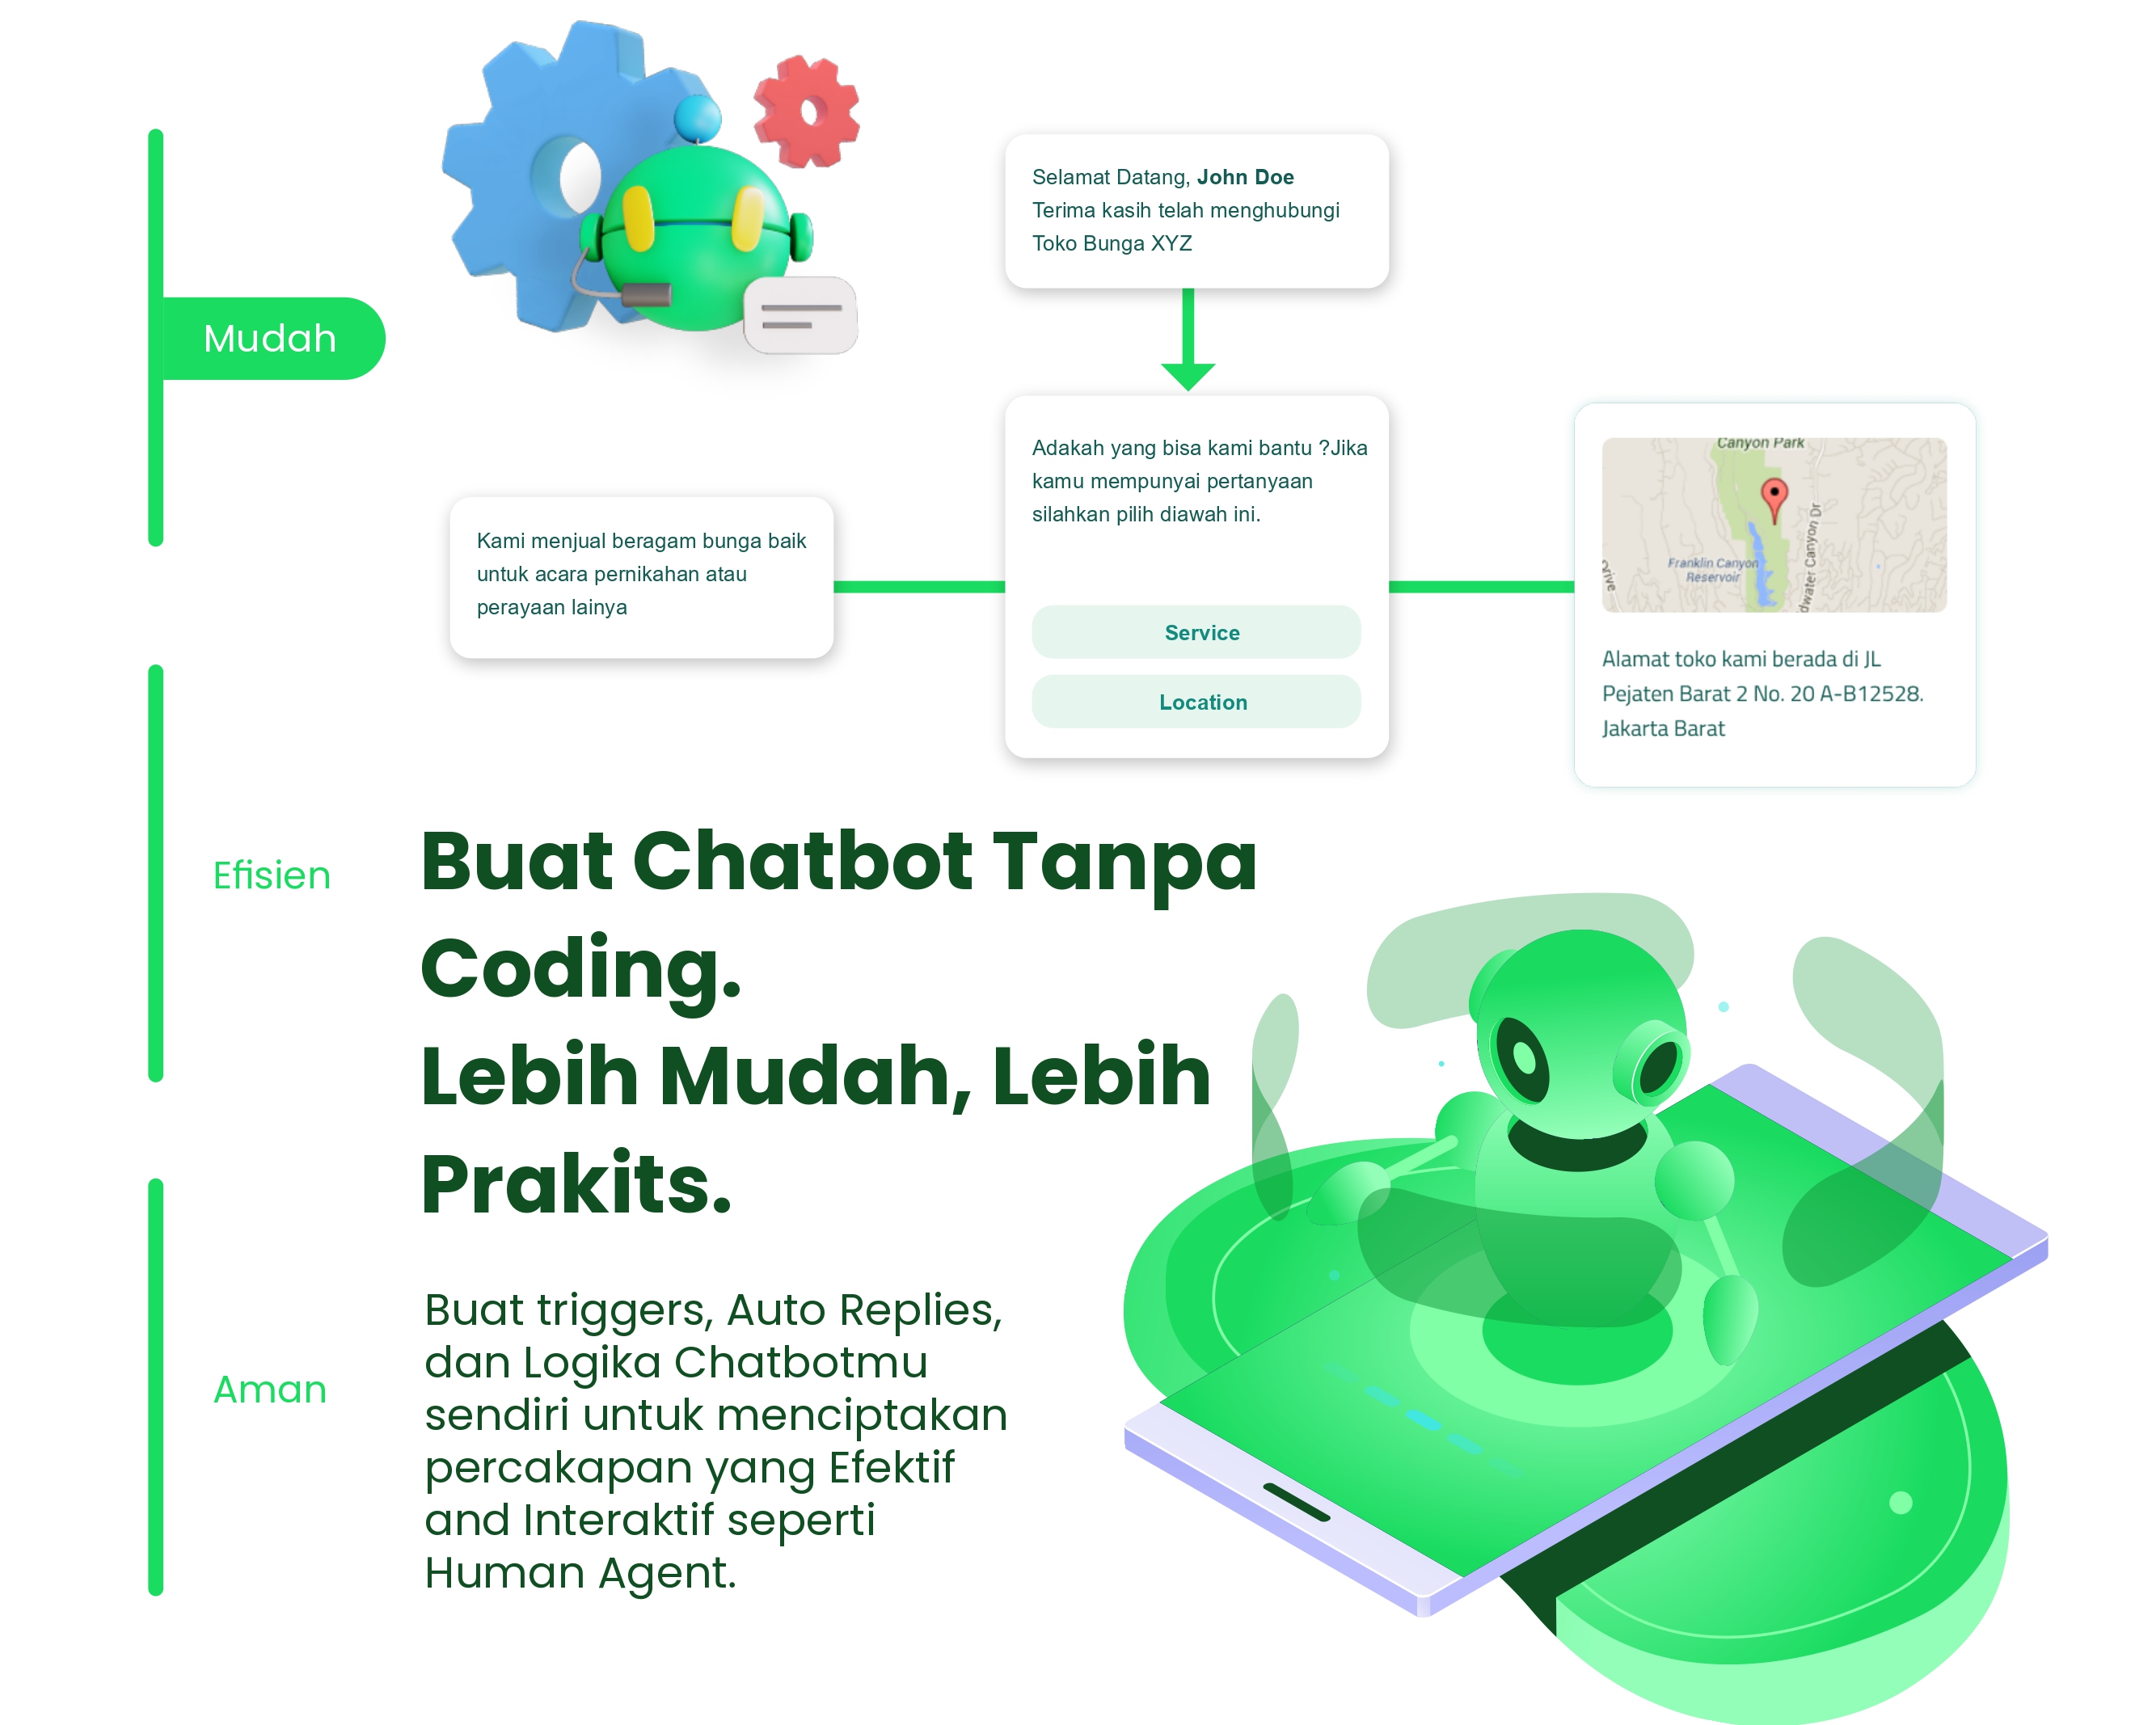 Mudah
Selamat Datang, John Doe
Terima kasih telah menghubungi
Toko Bunga XYZ
Adakah yang bisa kami bantu ?Jika
kamu mempunyai pertanyaan
silahkan pilih diawah ini.
Service
Location
Kami menjual beragam bunga baik
untuk acara pernikahan atau
perayaan lainya
Canyon Park
Franklin Canyon
Reservoir
dwater Canyon Dr
Alamat toko kami berada di JL
Pejaten Barat 2 No. 20 A-B12528.
Jakarta Barat
Efisien
Buat Chatbot Tanpa
Coding.
Lebih Mudah, Lebih
Prakits.
Aman
Buat triggers, Auto Replies,
dan Logika Chatbotmu
sendiri untuk menciptakan
percakapan yang Efektif
and Interaktif seperti
Human Agent.